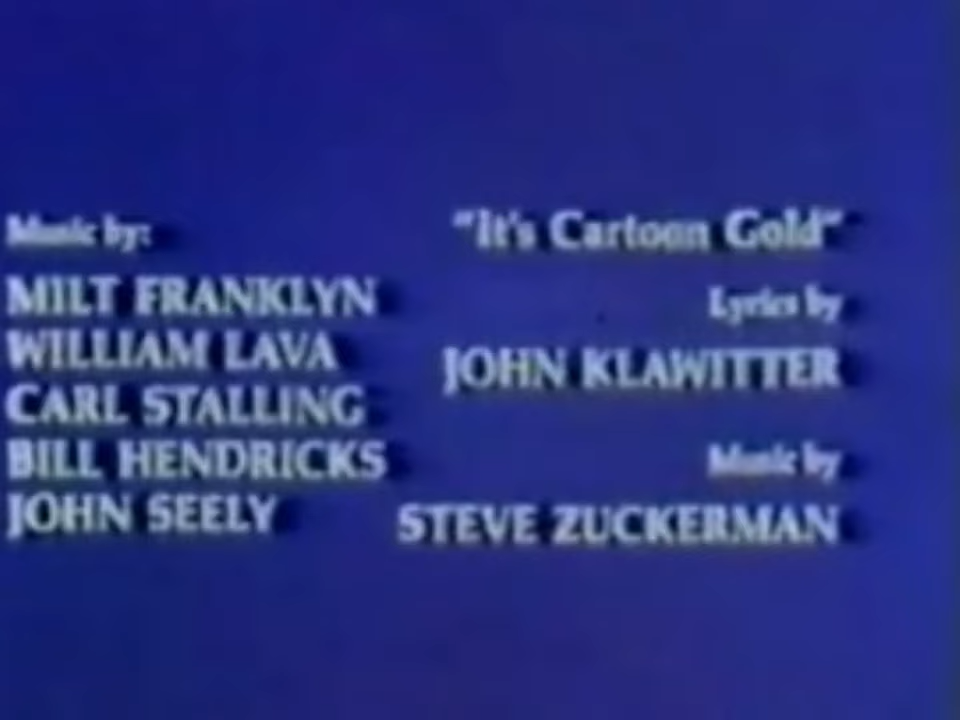 Music by:
MILT FRANKLYN
WILLIAM LAVA
CARL STALLING
BILL HENDRICKS
JOHN SEELY
"It's Cartoon Gold"
Lyrics by
JOHN KLAWITTER
Music by
STEVE ZUCKERMAN